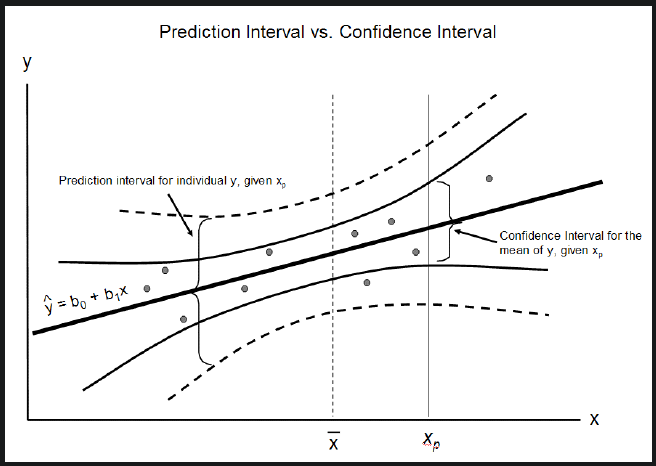 Prediction Interval vs. Confidence Interval
y
Prediction interval for individual y, given xₚ
Confidence Interval for the
mean of y, given xₚ
ŷ = b₀ + b₁x
x
x̅
xₚ